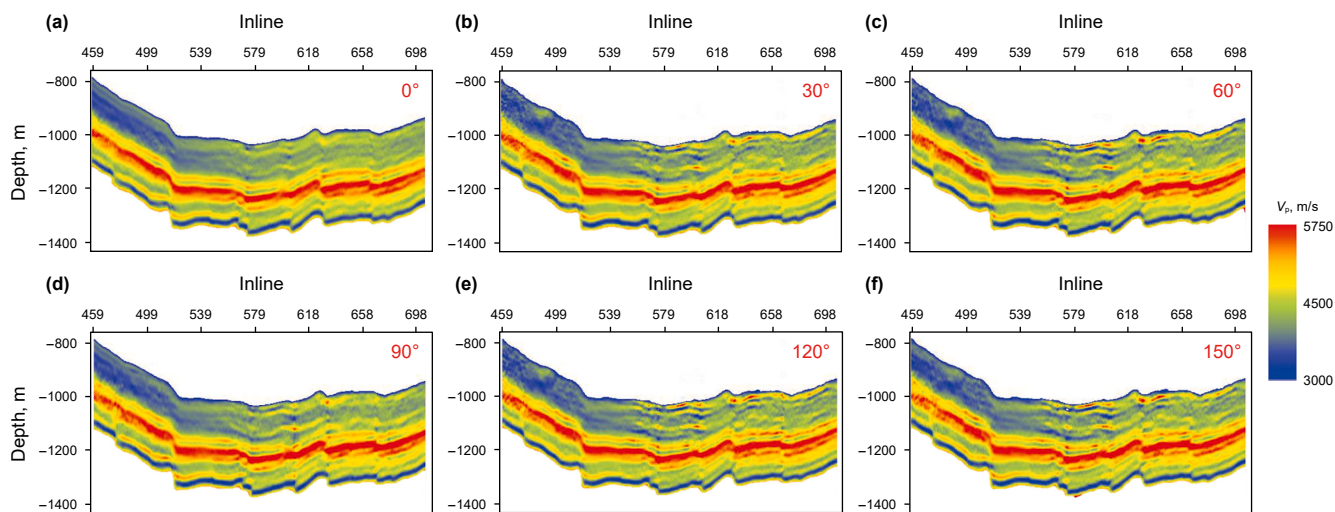 (a) Inline (b) Inline (c) Inline
459 499 539 579 618 658 698 459 499 539 579 618 658 698 459 499 539 579 618 658 698
−800 0° −800 30° −800 60°
−1000 −1000 −1000
Depth, m
−1200 −1200 −1200
−1400 −1400 −1400
Vp, m/s
5750
4500
3000
(d) Inline (e) Inline (f) Inline
459 499 539 579 618 658 698 459 499 539 579 618 658 698 459 499 539 579 618 658 698
−800 90° −800 120° −800 150°
−1000 −1000 −1000
Depth, m
−1200 −1200 −1200
−1400 −1400 −1400